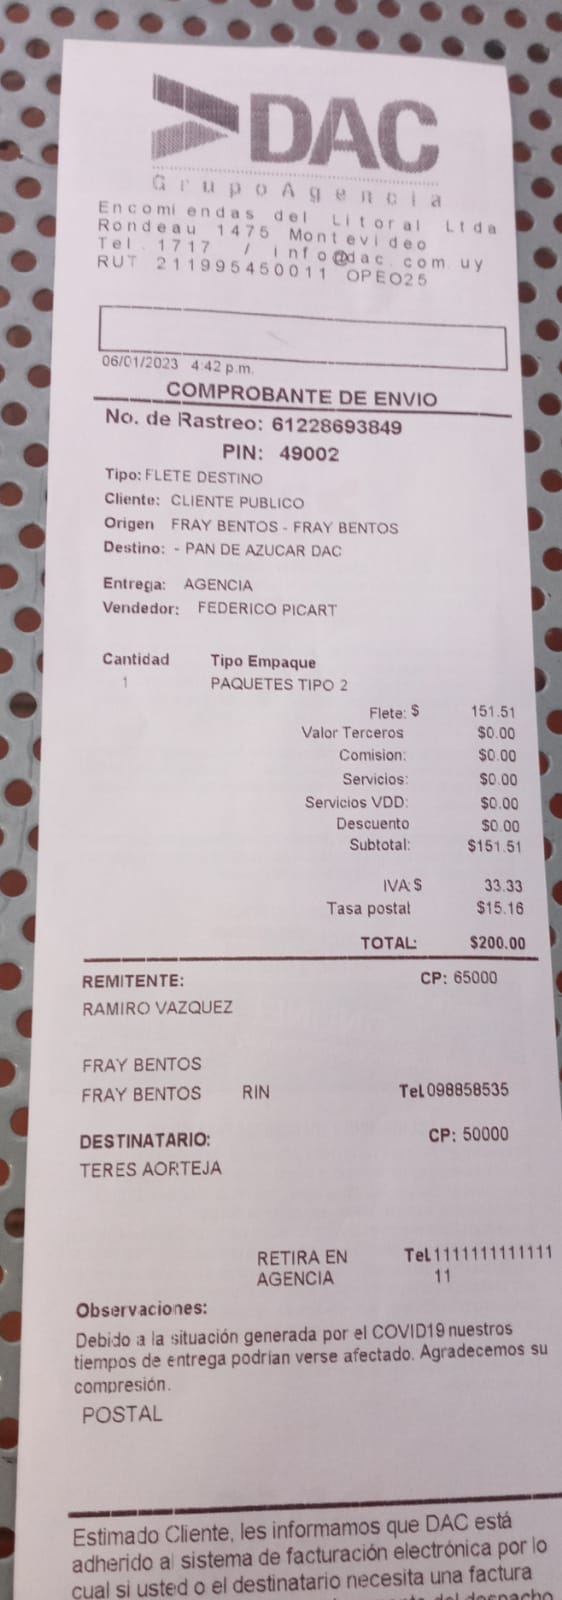 DAC
GrupoAgencia
Encomiendas del Litoral Ltda
Rondeau 1475 Montevideo
Tel. 1717 / info@dac.com.uy
RUT 211995450011 OPEO25
06/01/2023 4:42 p.m.
COMPROBANTE DE ENVIO
No. de Rastreo: 61228693849
PIN: 49002
Tipo: FLETE DESTINO
Cliente: CLIENTE PUBLICO
Origen FRAY BENTOS - FRAY BENTOS
Destino: - PAN DE AZUCAR DAC
Entrega: AGENCIA
Vendedor: FEDERICO PICART
Cantidad Tipo Empaque
1 PAQUETES TIPO 2
Flete: $ 151.51
Valor Terceros $0.00
Comision: $0.00
Servicios: $0.00
Servicios VDD: $0.00
Descuento $0.00
Subtotal: $151.51
IVA:$ 33.33
Tasa postal $15.16
TOTAL: $200.00
REMITENTE: CP: 65000
RAMIRO VAZQUEZ
FRAY BENTOS
FRAY BENTOS RIN Tel.098858535
DESTINATARIO: CP: 50000
TERES AORTEJA
RETIRA EN Tel.1111111111111
AGENCIA 11
Observaciones:
Debido a la situación generada por el COVID19 nuestros
tiempos de entrega podrían verse afectado. Agradecemos su
compresión.
POSTAL
Estimado Cliente, les informamos que DAC está
adherido al sistema de facturación electrónica por lo
cual si usted o el destinatario necesita una factura
del despacho